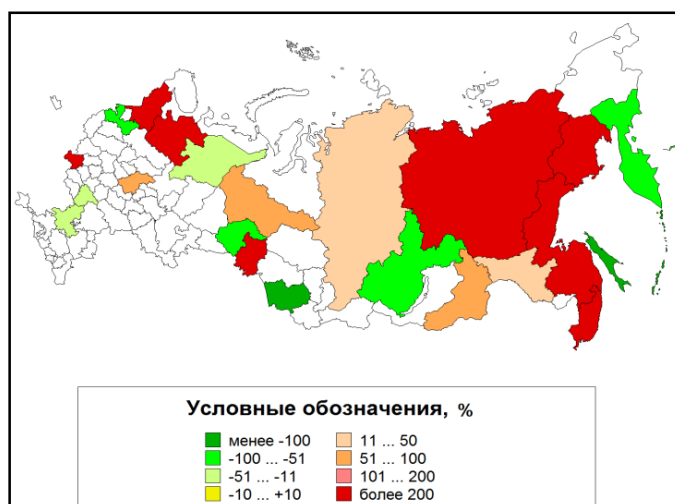 Условные обозначения, %
менее -100
-100 ... -51
-51 ... -11
-10 ... +10
11 ... 50
51 ... 100
101 ... 200
более 200